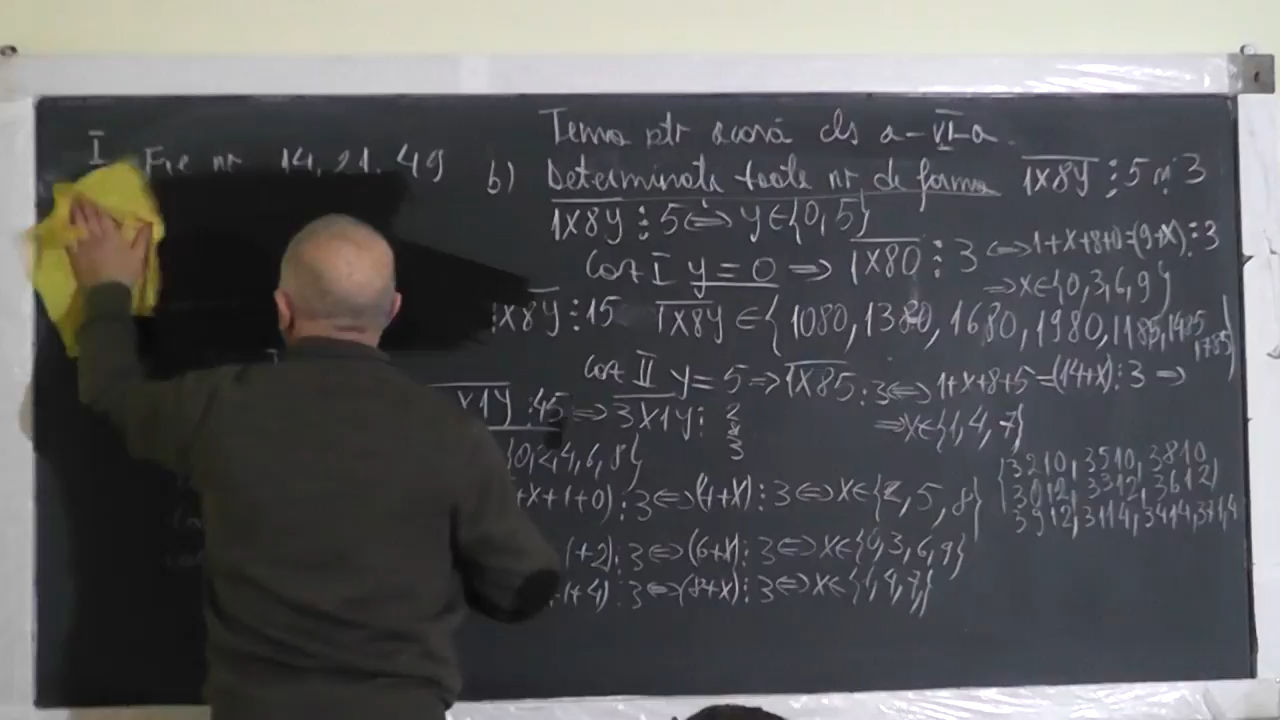 I
Fie nr 14, 21, 49
Tema ptr acasă cls a-VI-a
b) Determinați toate nr de forma 1x8y ⋮ 5 și 3
1x8y ⋮ 5 ⇔ y∈{0,5}
Caz I y = 0 ⇒ 1x80 ⋮ 3 ⇔ 1+x+8+0=(9+x) ⋮ 3
⇒ x∈{0,3,6,9}
1x8y ⋮ 15 1x8y ∈ {1080, 1380, 1680, 1980, 1185, 1485
1785}
Caz II y = 5 ⇒ 1x85 ⋮ 3 ⇔ 1+x+8+5=(14+x) ⋮ 3 ⇒
⇒ x∈{1,4,7}
x1y : 45 ⇒ 3x1y :
3
0,2,4,6,8}
+x+1+0) : 3 ⇔ (4+x) : 3 ⇔ x∈{2,5,8}
{3210, 3510, 3810,
3012, 3312, 3612,
3912, 3114, 3414, 3714
+2) : 3 ⇔ (6+x) : 3 ⇔ x∈{0,3,6,9}
1+4) : 3 ⇔ (8+x) : 3 ⇔ x∈{1,4,7}